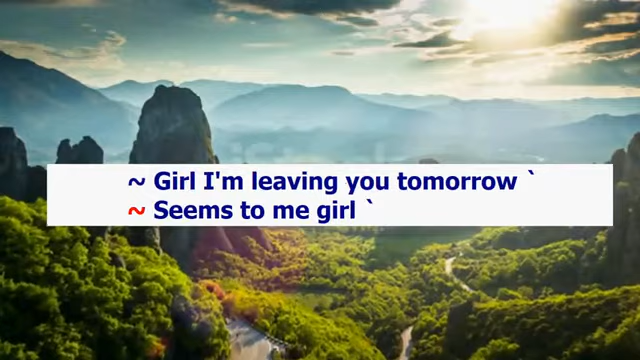 ~ Girl I'm leaving you tomorrow `
~ Seems to me girl `